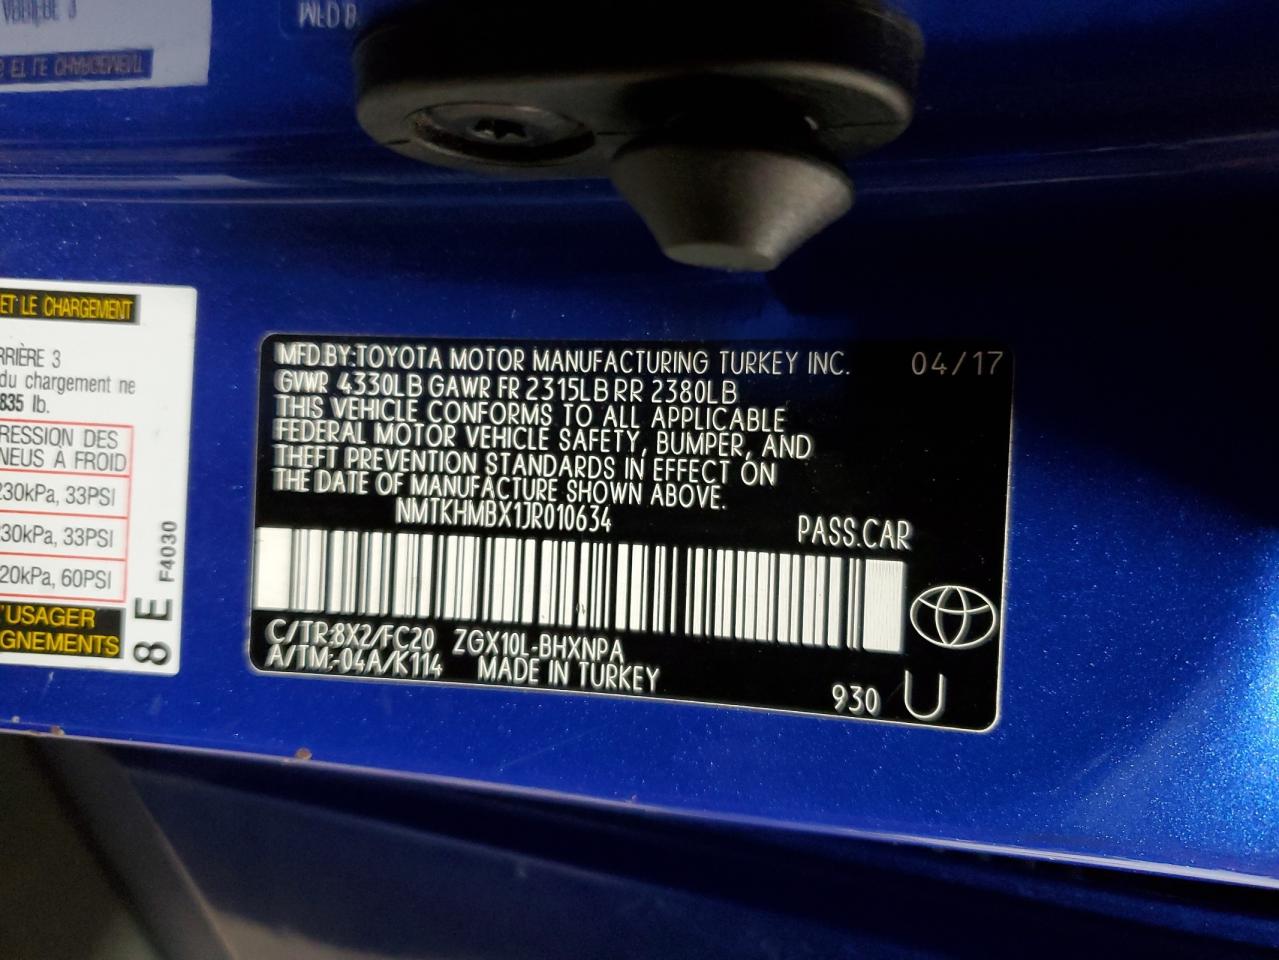 ET LE CHARGEMENT
RRIÈRE 3
du chargement ne
835 lb.
RESSION DES
NEUS À FROID
230kPa, 33PSI
230kPa, 33PSI
20kPa, 60PSI
'USAGER
GNEMENTS
8 E
F4030
MFD.BY:TOYOTA MOTOR MANUFACTURING TURKEY INC. 04/17
GVWR 4330LB GAWR FR 2315LB RR 2380LB
THIS VEHICLE CONFORMS TO ALL APPLICABLE
FEDERAL MOTOR VEHICLE SAFETY, BUMPER, AND
THEFT PREVENTION STANDARDS IN EFFECT ON
THE DATE OF MANUFACTURE SHOWN ABOVE.
NMTKHMBX1JR010634 PASS.CAR
C/TR:8X2/FC20 ZGX10L-BHXNPA
A/TM:-04A/K114 MADE IN TURKEY
930 U